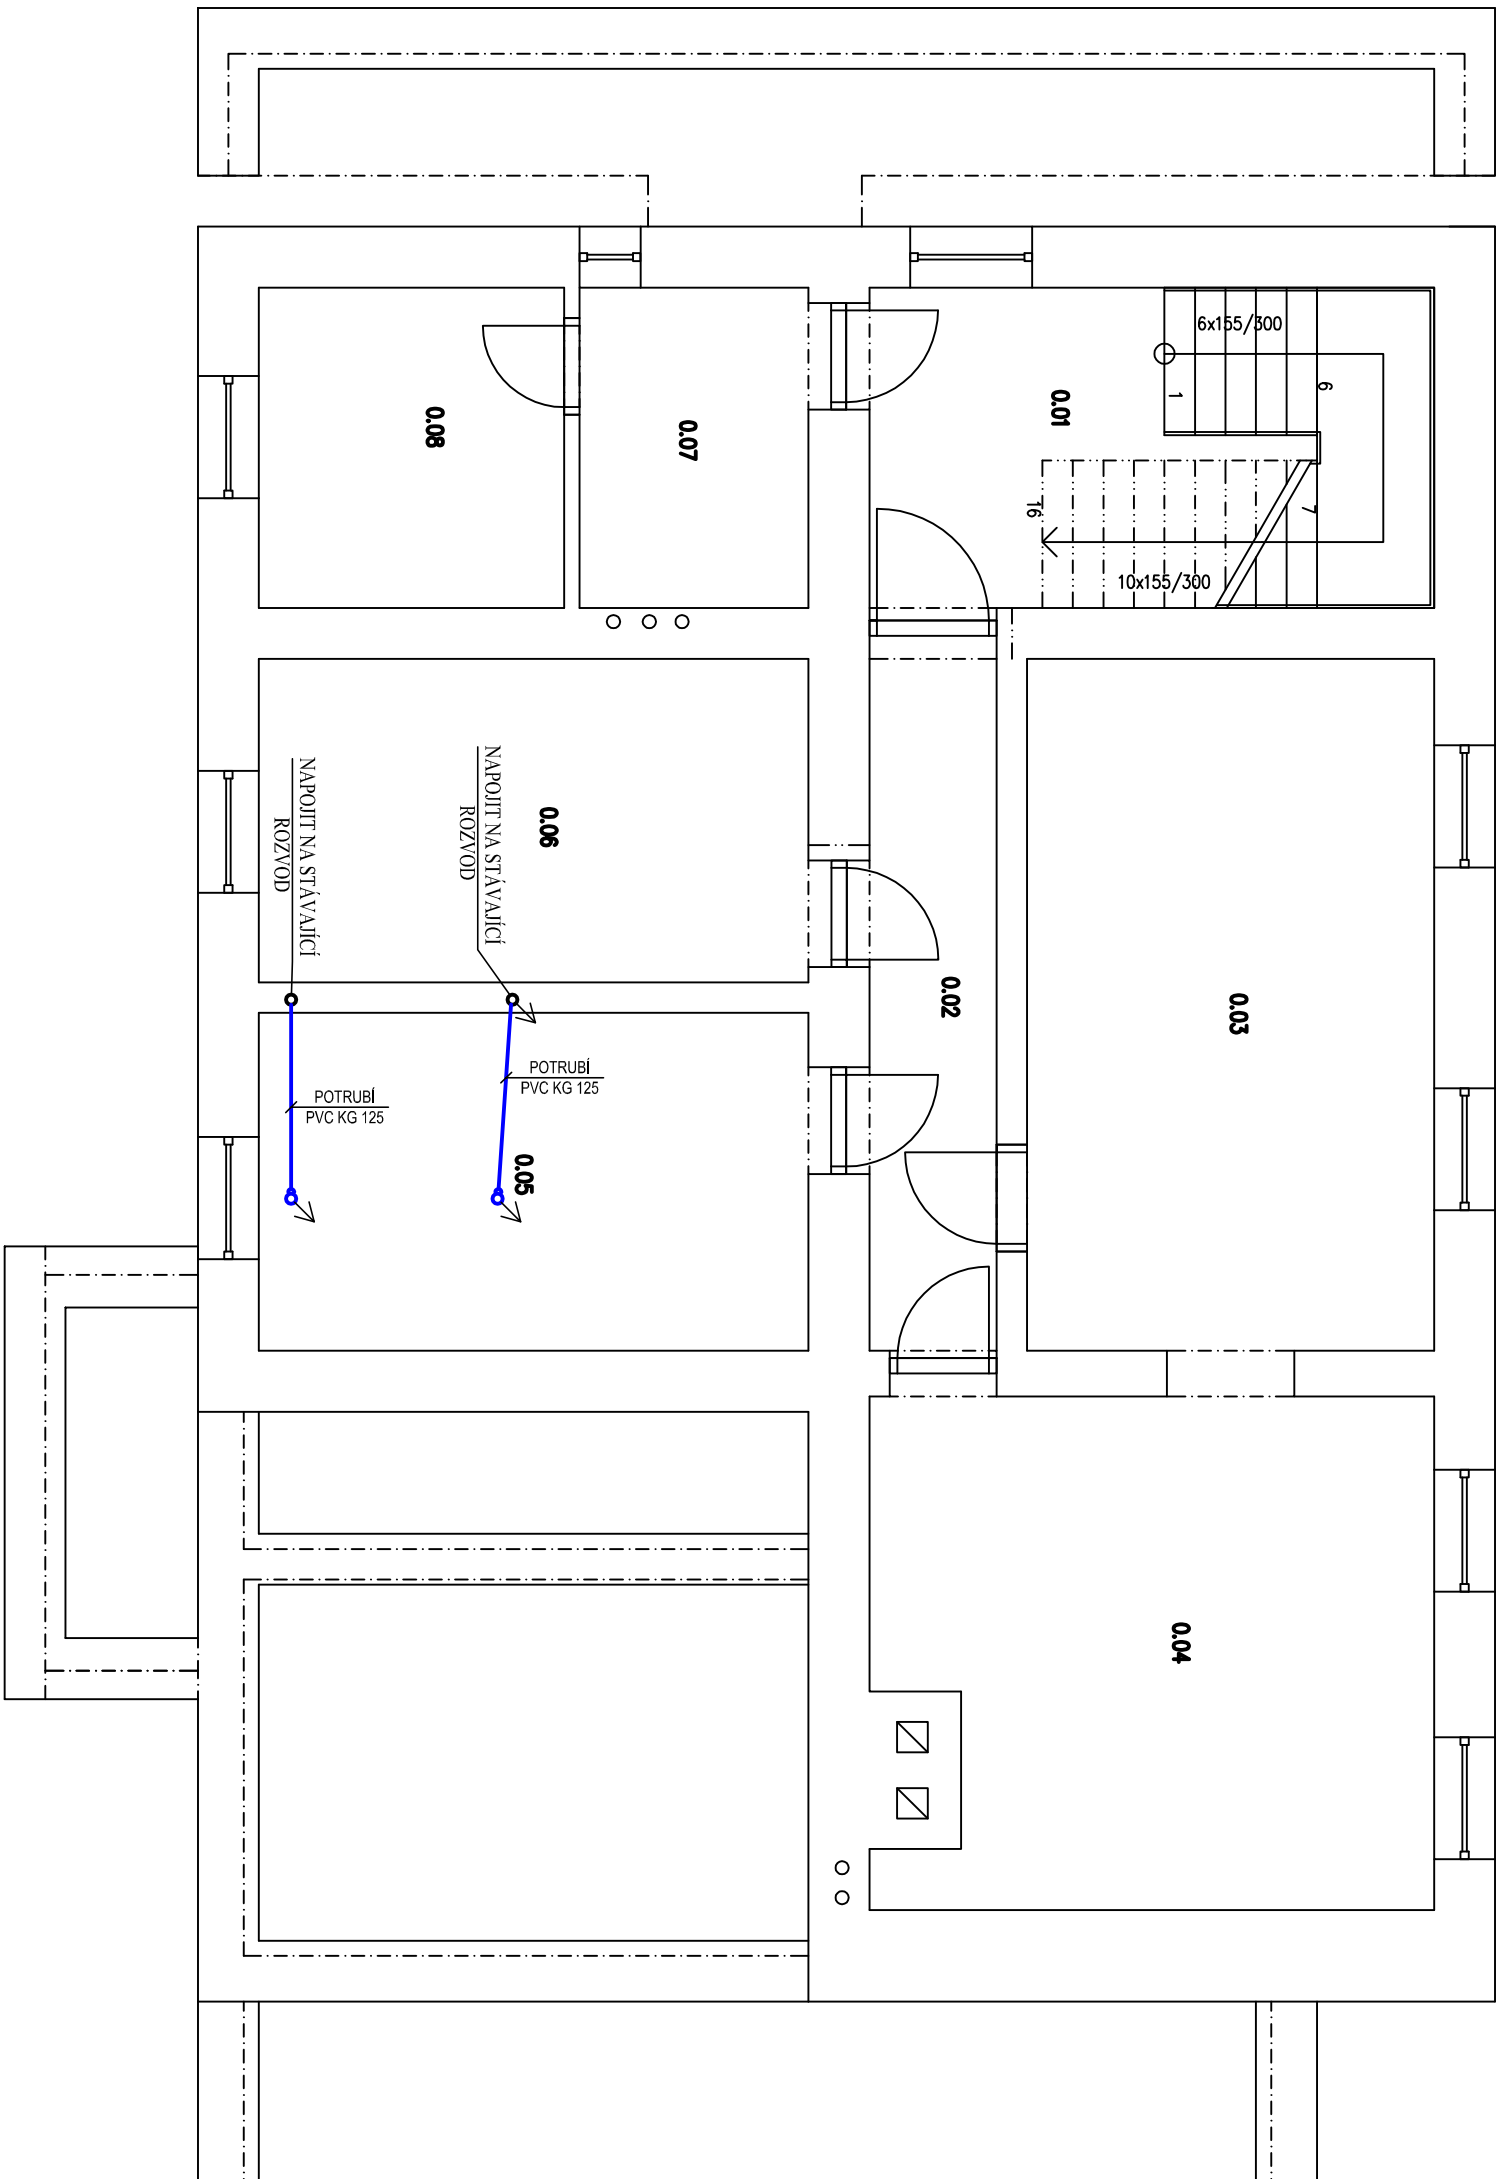 6x155/300
6
1
0.01
7
16
10x155/300
0.08
0.07
NAPOJIT NA STÁVAJÍCÍ
ROZVOD
NAPOJIT NA STÁVAJÍCÍ
ROZVOD
0.06
0.02
0.03
POTRUBÍ
PVC KG 125
POTRUBÍ
PVC KG 125
0.05
0.04